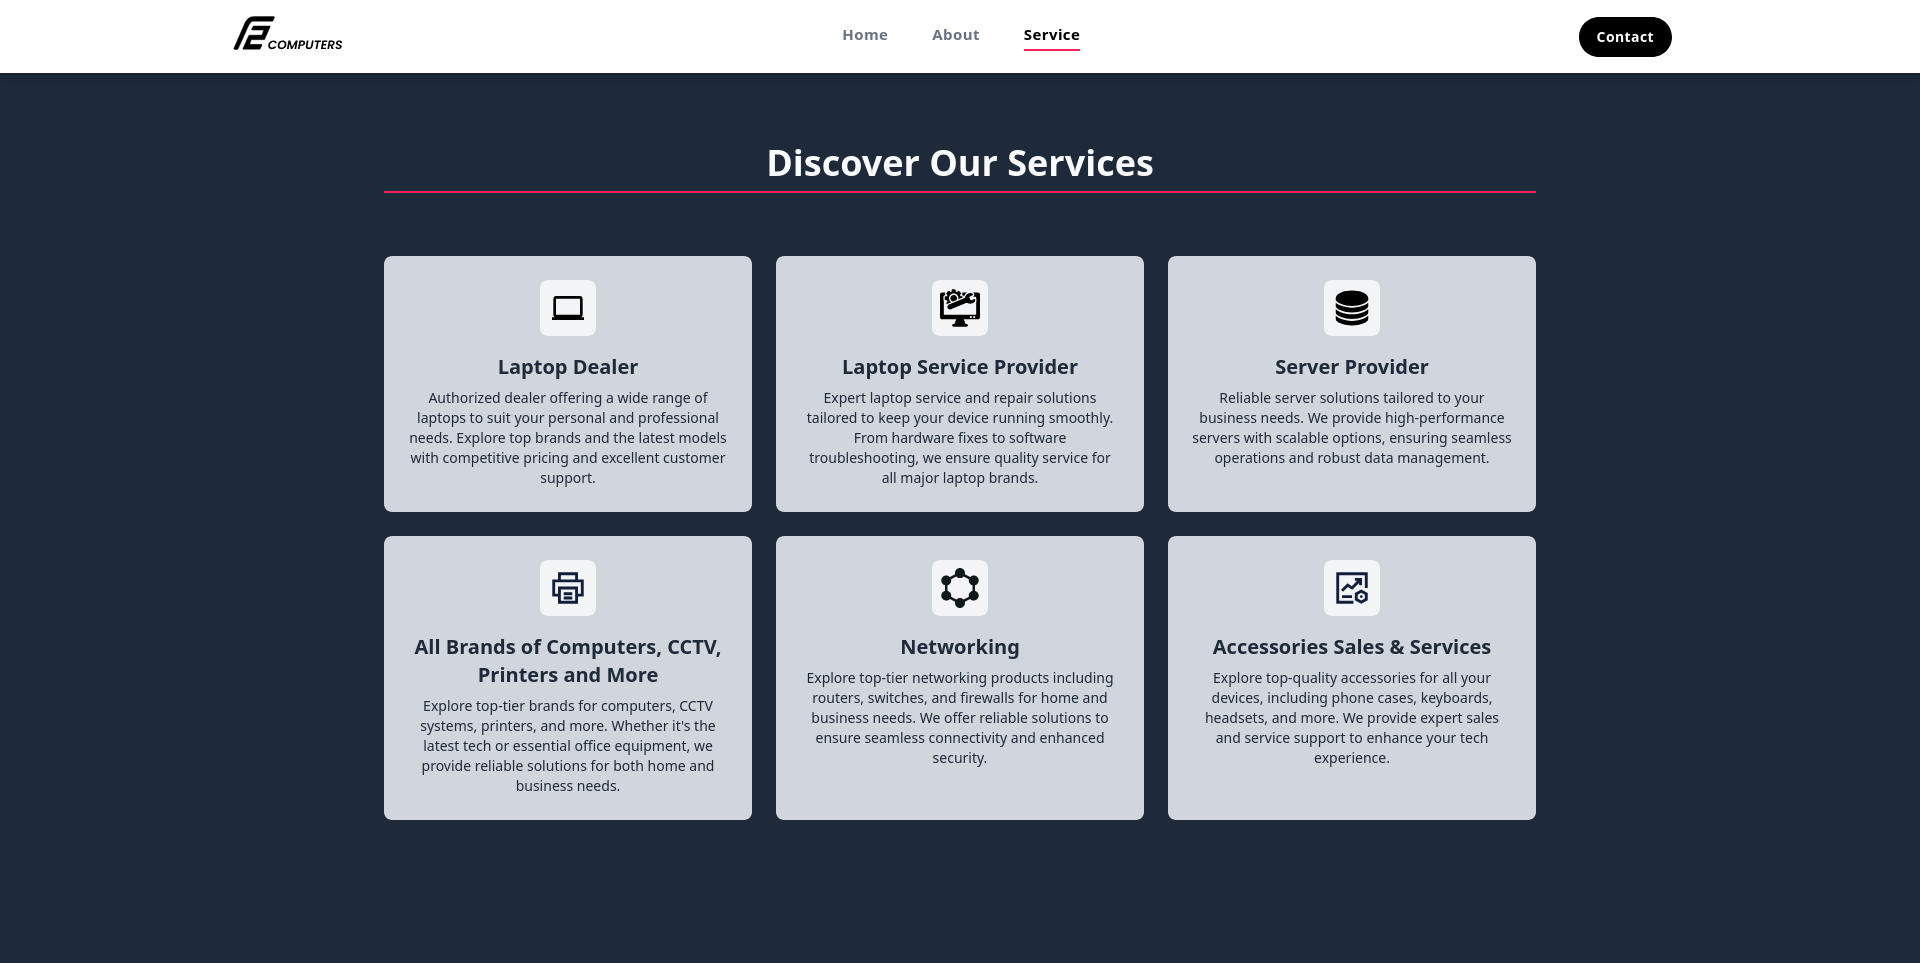 COMPUTERS
Home
About
Service
Contact
Discover Our Services
Laptop Dealer
Authorized dealer offering a wide range of
laptops to suit your personal and professional
needs. Explore top brands and the latest models
with competitive pricing and excellent customer
support.
Laptop Service Provider
Expert laptop service and repair solutions
tailored to keep your device running smoothly.
From hardware fixes to software
troubleshooting, we ensure quality service for
all major laptop brands.
Server Provider
Reliable server solutions tailored to your
business needs. We provide high-performance
servers with scalable options, ensuring seamless
operations and robust data management.
All Brands of Computers, CCTV,
Printers and More
Explore top-tier brands for computers, CCTV
systems, printers, and more. Whether it's the
latest tech or essential office equipment, we
provide reliable solutions for both home and
business needs.
Networking
Explore top-tier networking products including
routers, switches, and firewalls for home and
business needs. We offer reliable solutions to
ensure seamless connectivity and enhanced
security.
Accessories Sales & Services
Explore top-quality accessories for all your
devices, including phone cases, keyboards,
headsets, and more. We provide expert sales
and service support to enhance your tech
experience.